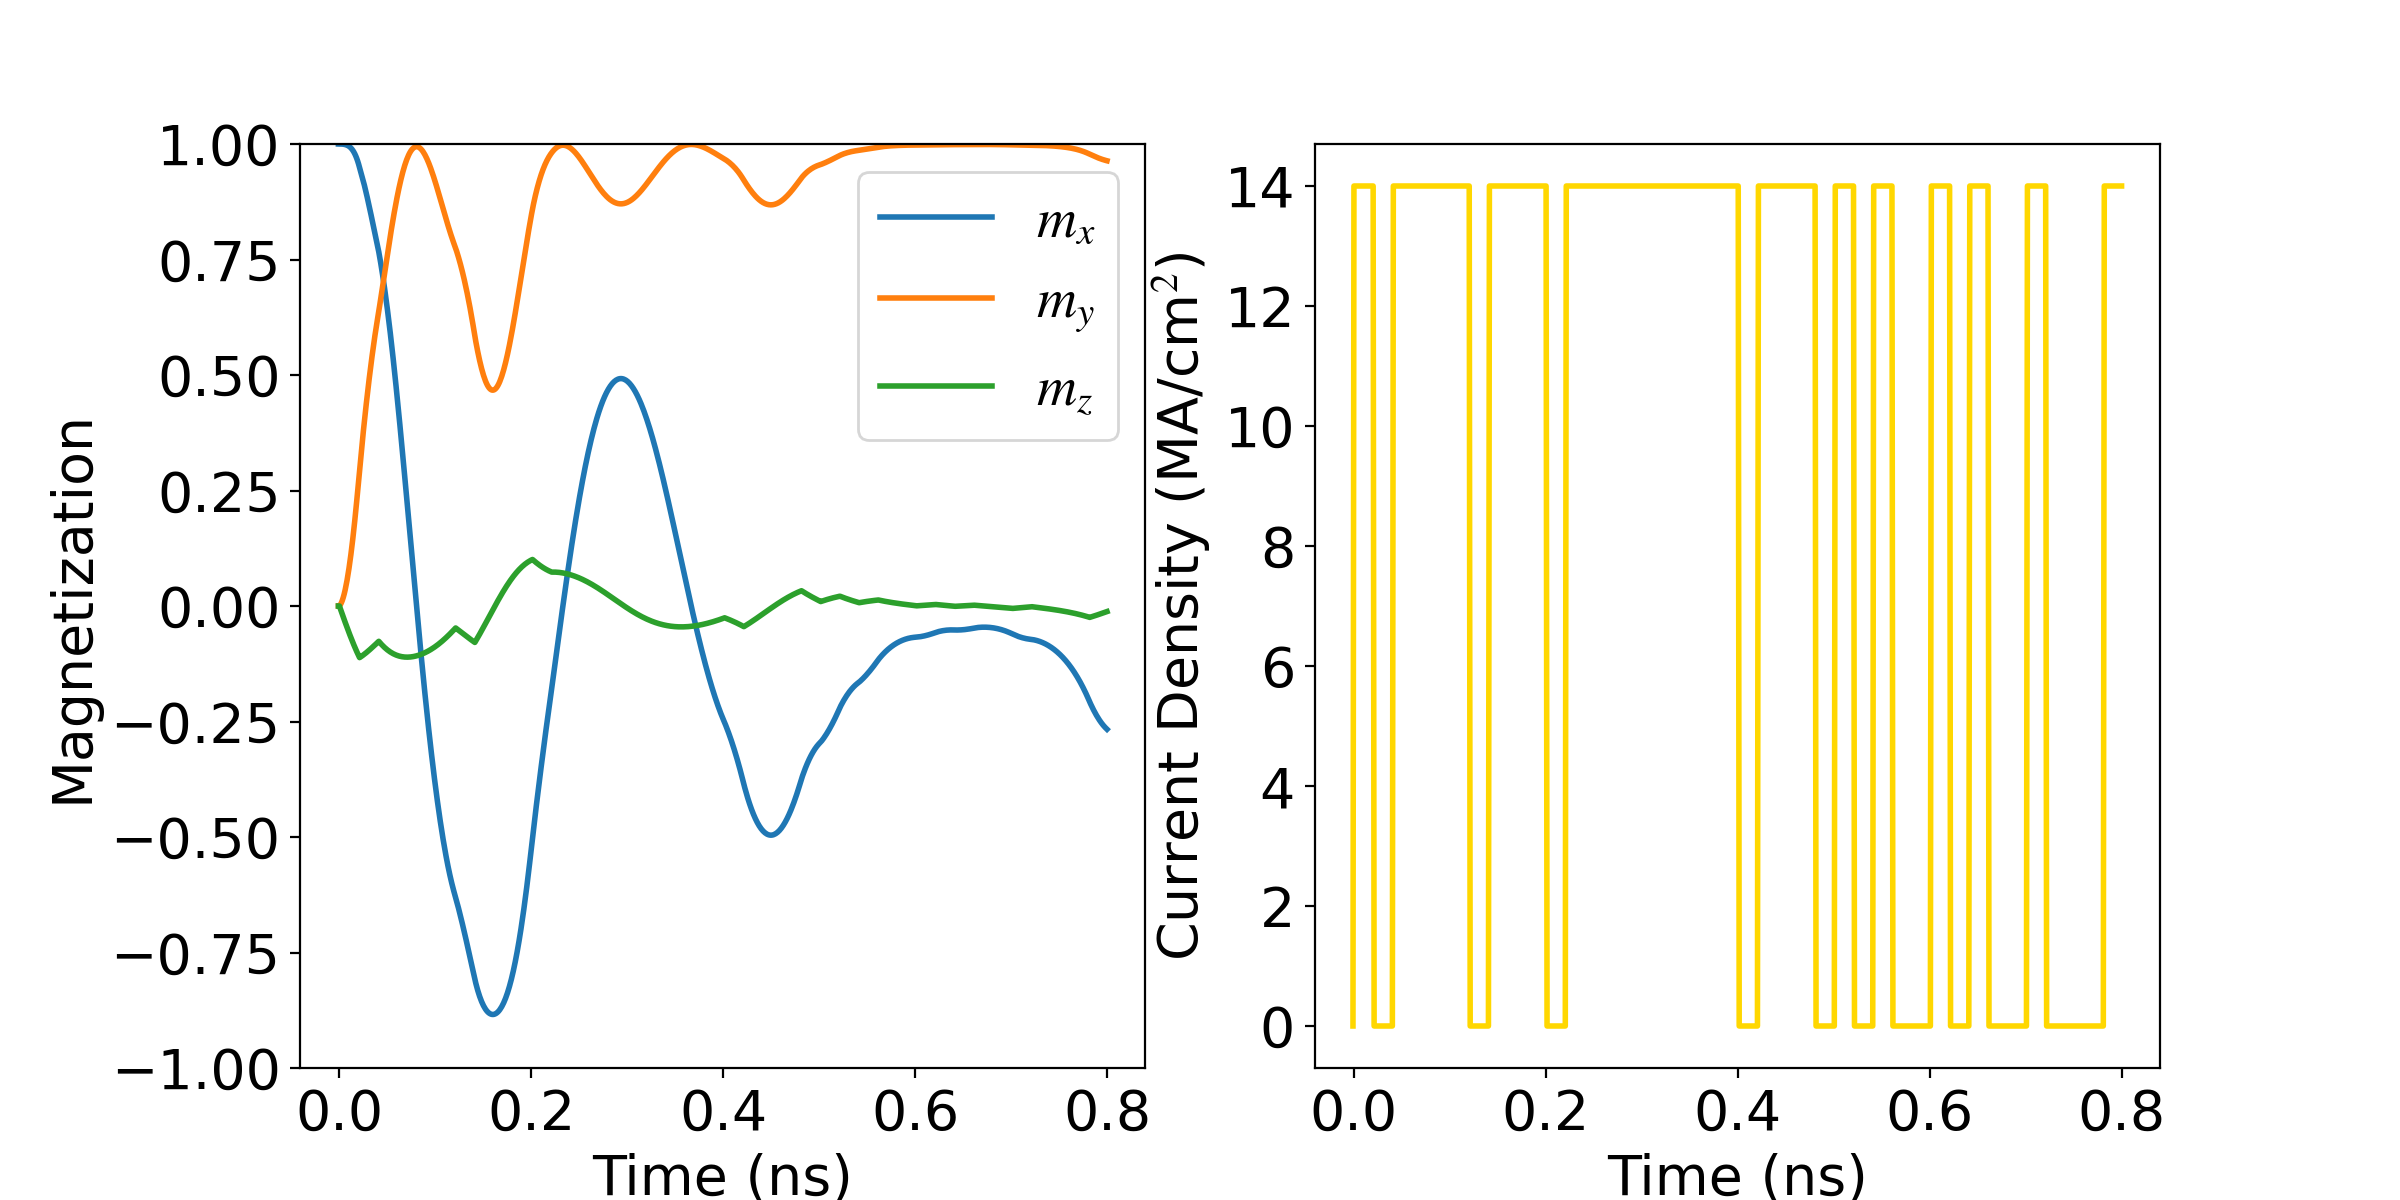 Magnetization
1.00
0.75
0.50
0.25
0.00
−0.25
−0.50
−0.75
−1.00
0.0 0.2 0.4 0.6 0.8
Time (ns)
mₓ
m_y
m_z
Current Density (MA/cm²)
14
12
10
8
6
4
2
0
0.0 0.2 0.4 0.6 0.8
Time (ns)